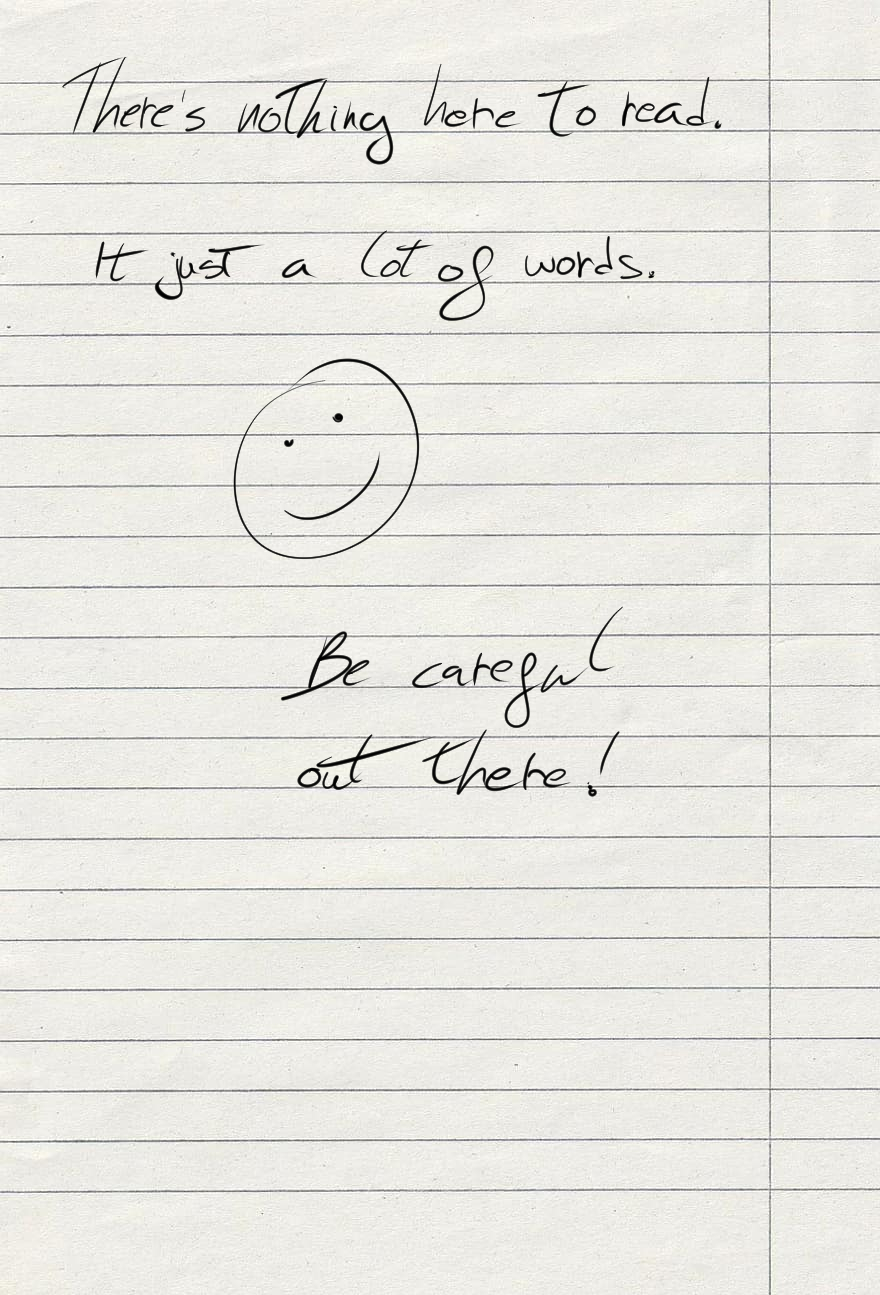 There's nothing here to read.
It just a lot of words.
Be careful
out there!